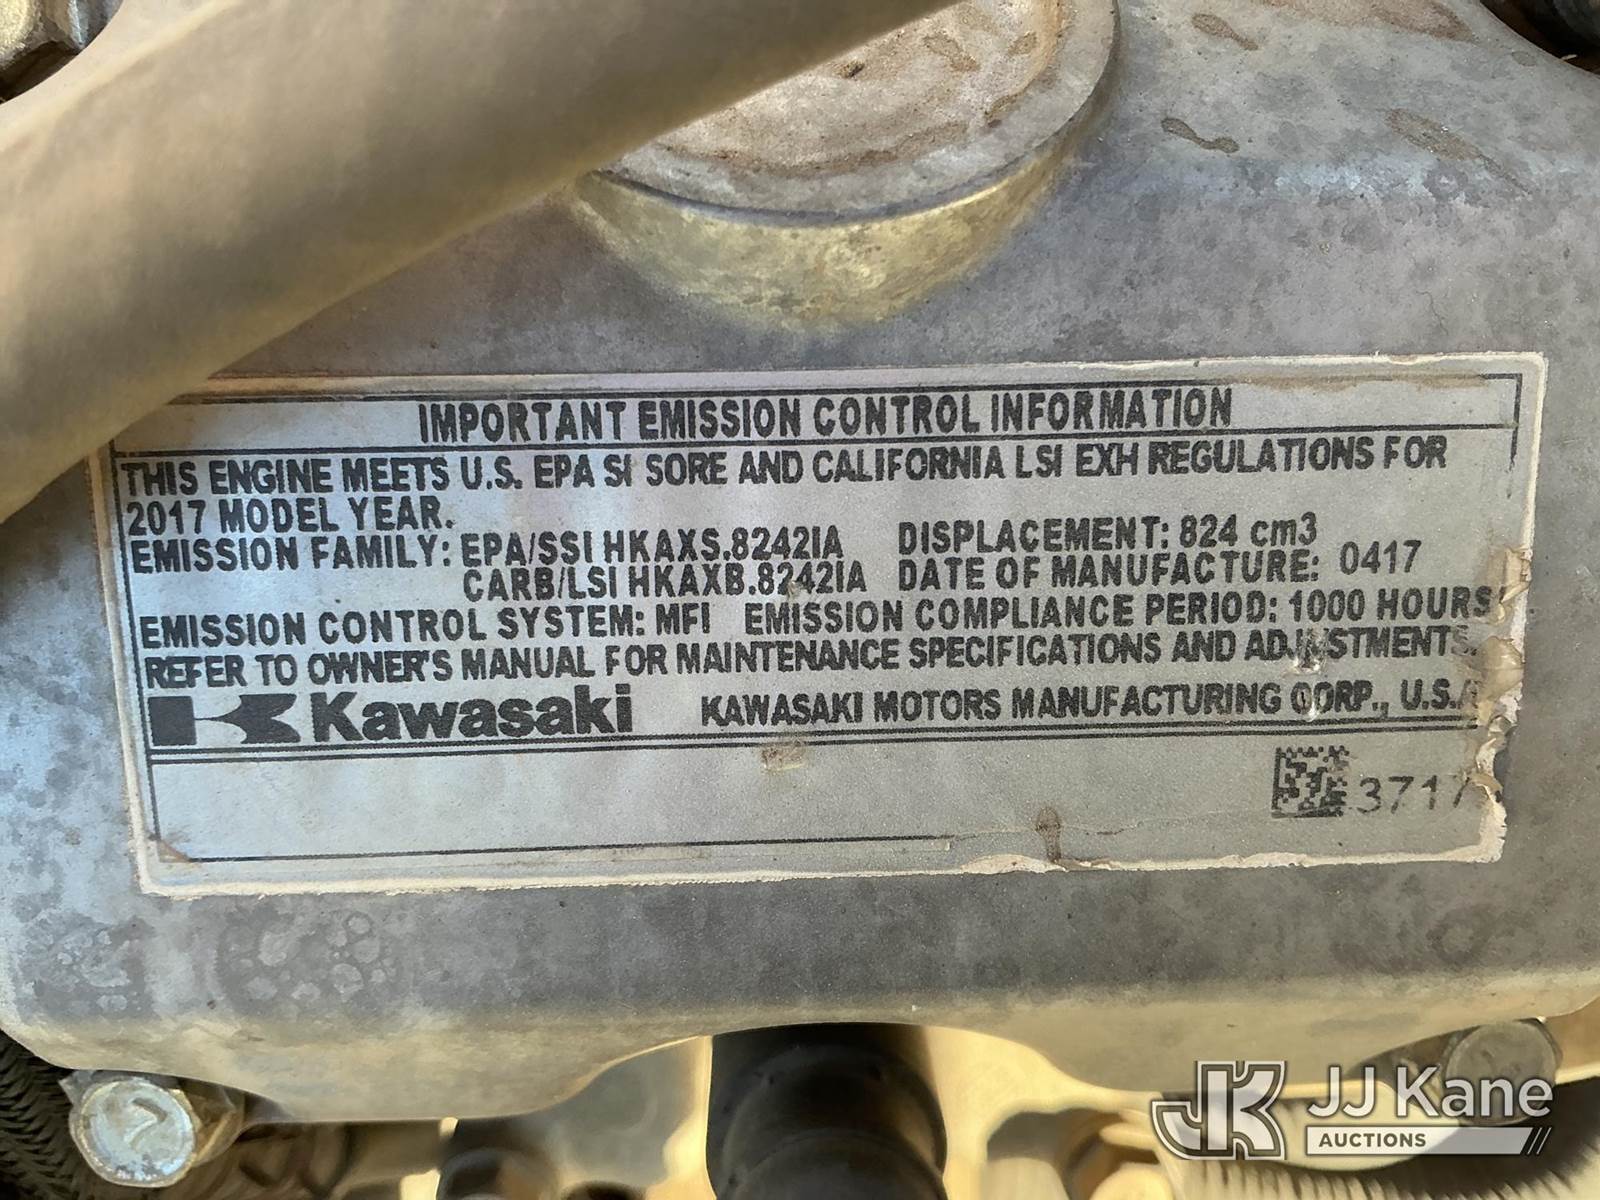 IMPORTANT EMISSION CONTROL INFORMATION
THIS ENGINE MEETS U.S. EPA SI SORE AND CALIFORNIA LSI EXH REGULATIONS FOR
2017 MODEL YEAR.
EMISSION FAMILY: EPA/SSI HKAXS.8242IA DISPLACEMENT: 824 cm3
CARB/LSI HKAXB.8242IA DATE OF MANUFACTURE: 0417
EMISSION CONTROL SYSTEM: MFI EMISSION COMPLIANCE PERIOD: 1000 HOURS
REFER TO OWNER'S MANUAL FOR MAINTENANCE SPECIFICATIONS AND ADJUSTMENTS.
Kawasaki KAWASAKI MOTORS MANUFACTURING CORP., U.S.A
3717
7
JK JJ Kane
AUCTIONS